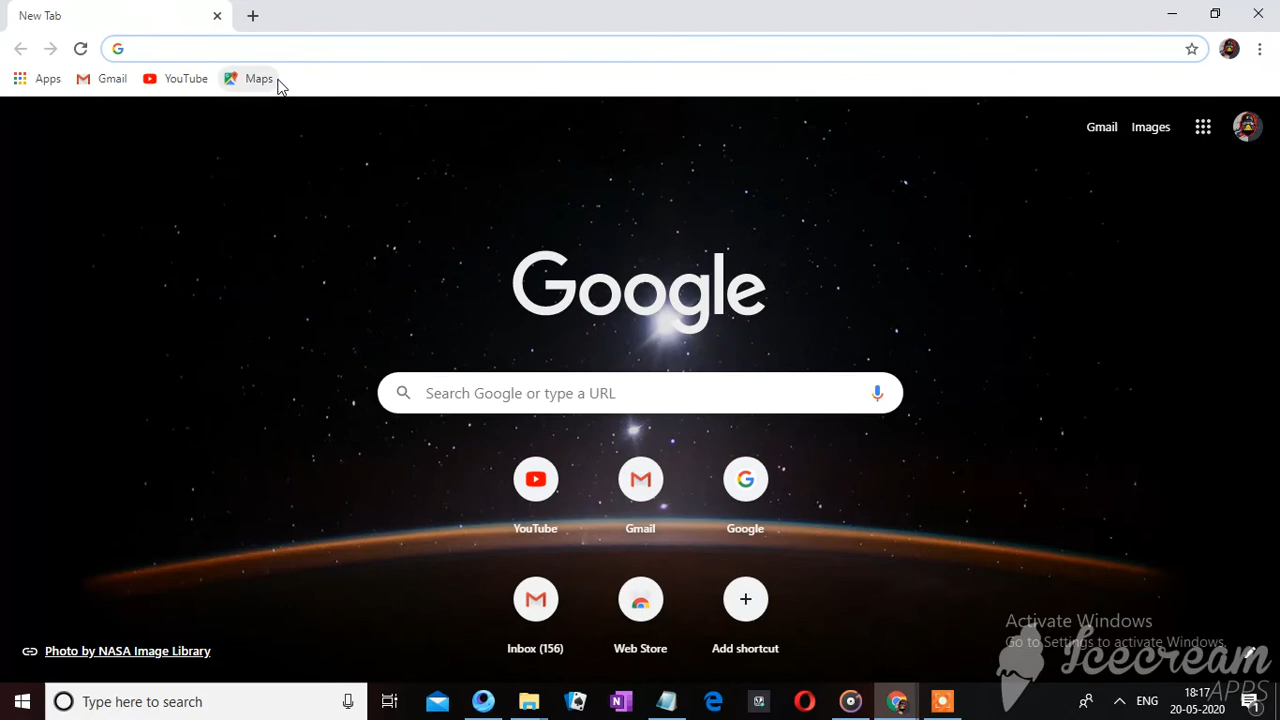 New Tab
Apps Gmail YouTube Maps
Gmail Images
Google
Search Google or type a URL
YouTube Gmail Google
Inbox (156) Web Store Add shortcut
Photo by NASA Image Library
Activate Windows
Go to Settings to activate Windows.
Icecream
APPS
Type here to search
ENG
18:17
20-05-2020
1